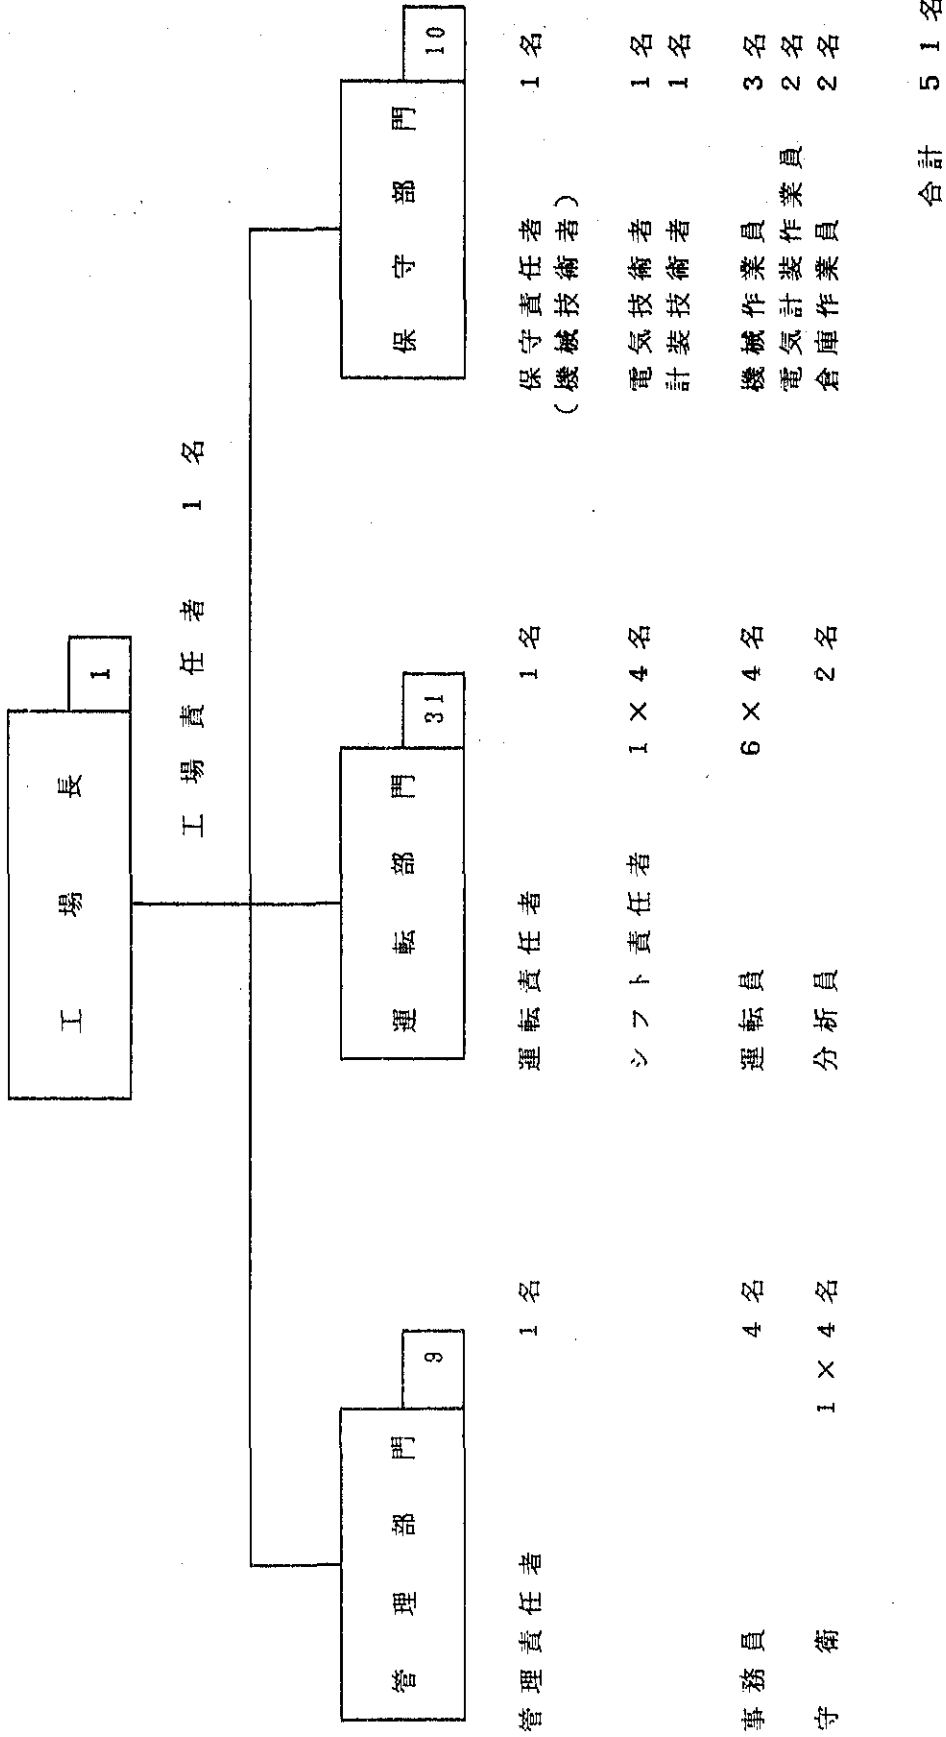 工場長
1
工場責任者 1名
管理部門
9
管理責任者 1名
事務員 4名
守衛 1×4名
運転部門
31
運転責任者 1名
シフト責任者 1×4名
運転員 6×4名
分析員 2名
保守部門
10
保守責任者 1名
(機械技術者)
電気技術者 1名
計装技術者 1名
機械作業員 3名
電気計装作業員 2名
倉庫作業員 2名
合計 51名